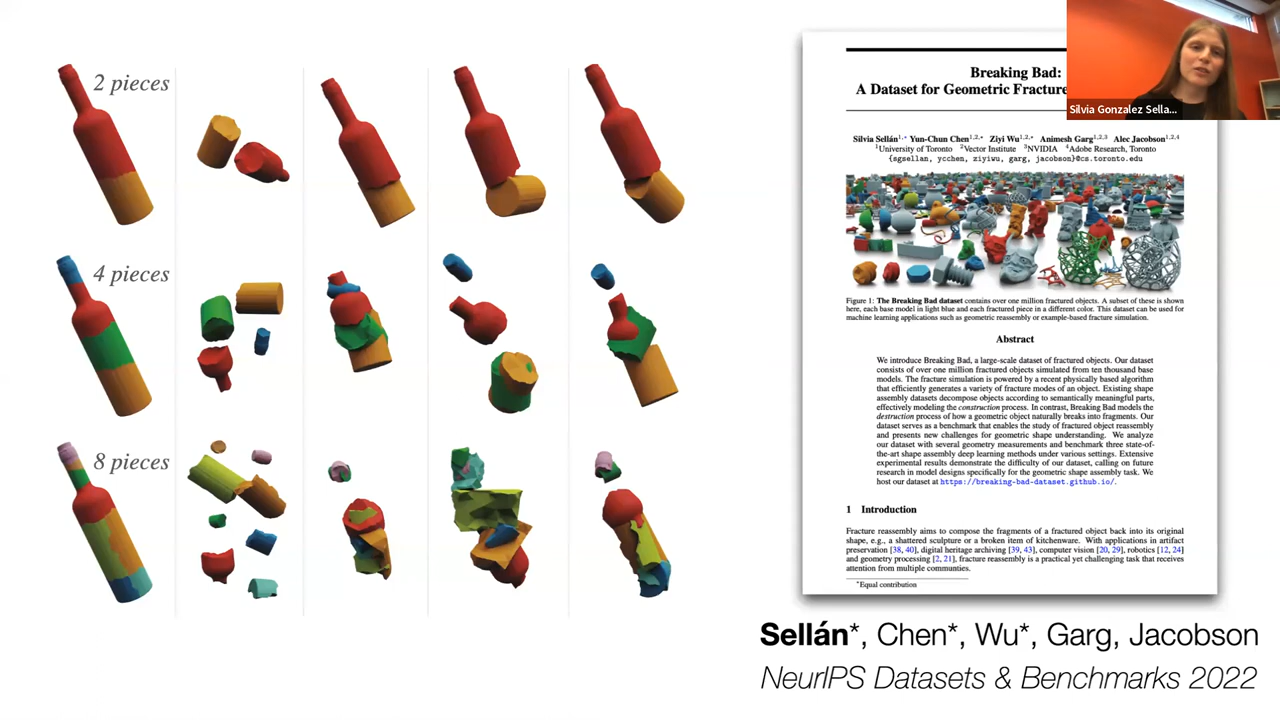 2 pieces
4 pieces
8 pieces
Breaking Bad:
A Dataset for Geometric Fracture
Silvia Gonzalez Sella...
Silvia Sellán1,* Yun-Chun Chen1,2,* Ziyi Wu1,2,* Animesh Garg1,2,3 Alec Jacobson1,2,4
1University of Toronto 2Vector Institute 3NVIDIA 4Adobe Research, Toronto
{sgsellan, ycchen, ziyiwu, garg, jacobson}@cs.toronto.edu
Figure 1: The Breaking Bad dataset contains over one million fractured objects. A subset of these is shown
here, each base model in light blue and each fractured piece in a different color. This dataset can be used for
machine learning applications such as geometric reassembly or example-based fracture simulation.
Abstract
We introduce Breaking Bad, a large-scale dataset of fractured objects. Our dataset
consists of over one million fractured objects simulated from ten thousand base
models. The fracture simulation is powered by a recent physically based algorithm
that efficiently generates a variety of fracture modes of an object. Existing shape
assembly datasets decompose objects according to semantically meaningful parts,
effectively modeling the construction process. In contrast, Breaking Bad models the
destruction process of how a geometric object naturally breaks into fragments. Our
dataset serves as a benchmark that enables the study of fractured object reassembly
and presents new challenges for geometric shape understanding. We analyze
our dataset with several geometry measurements and benchmark three state-of-
the-art shape assembly deep learning methods under various settings. Extensive
experimental results demonstrate the difficulty of our dataset, calling on future
research in model designs specifically for the geometric shape assembly task. We
host our dataset at https://breaking-bad-dataset.github.io/.
1 Introduction
Fracture reassembly aims to compose the fragments of a fractured object back into its original
shape, e.g., a shattered sculpture or a broken item of kitchenware. With applications in artifact
preservation [38, 40], digital heritage archiving [39, 43], computer vision [20, 29], robotics [12, 24]
and geometry processing [2, 21], fracture reassembly is a practical yet challenging task that receives
attention from multiple communities.
*Equal contribution
Sellán*, Chen*, Wu*, Garg, Jacobson
NeurIPS Datasets & Benchmarks 2022